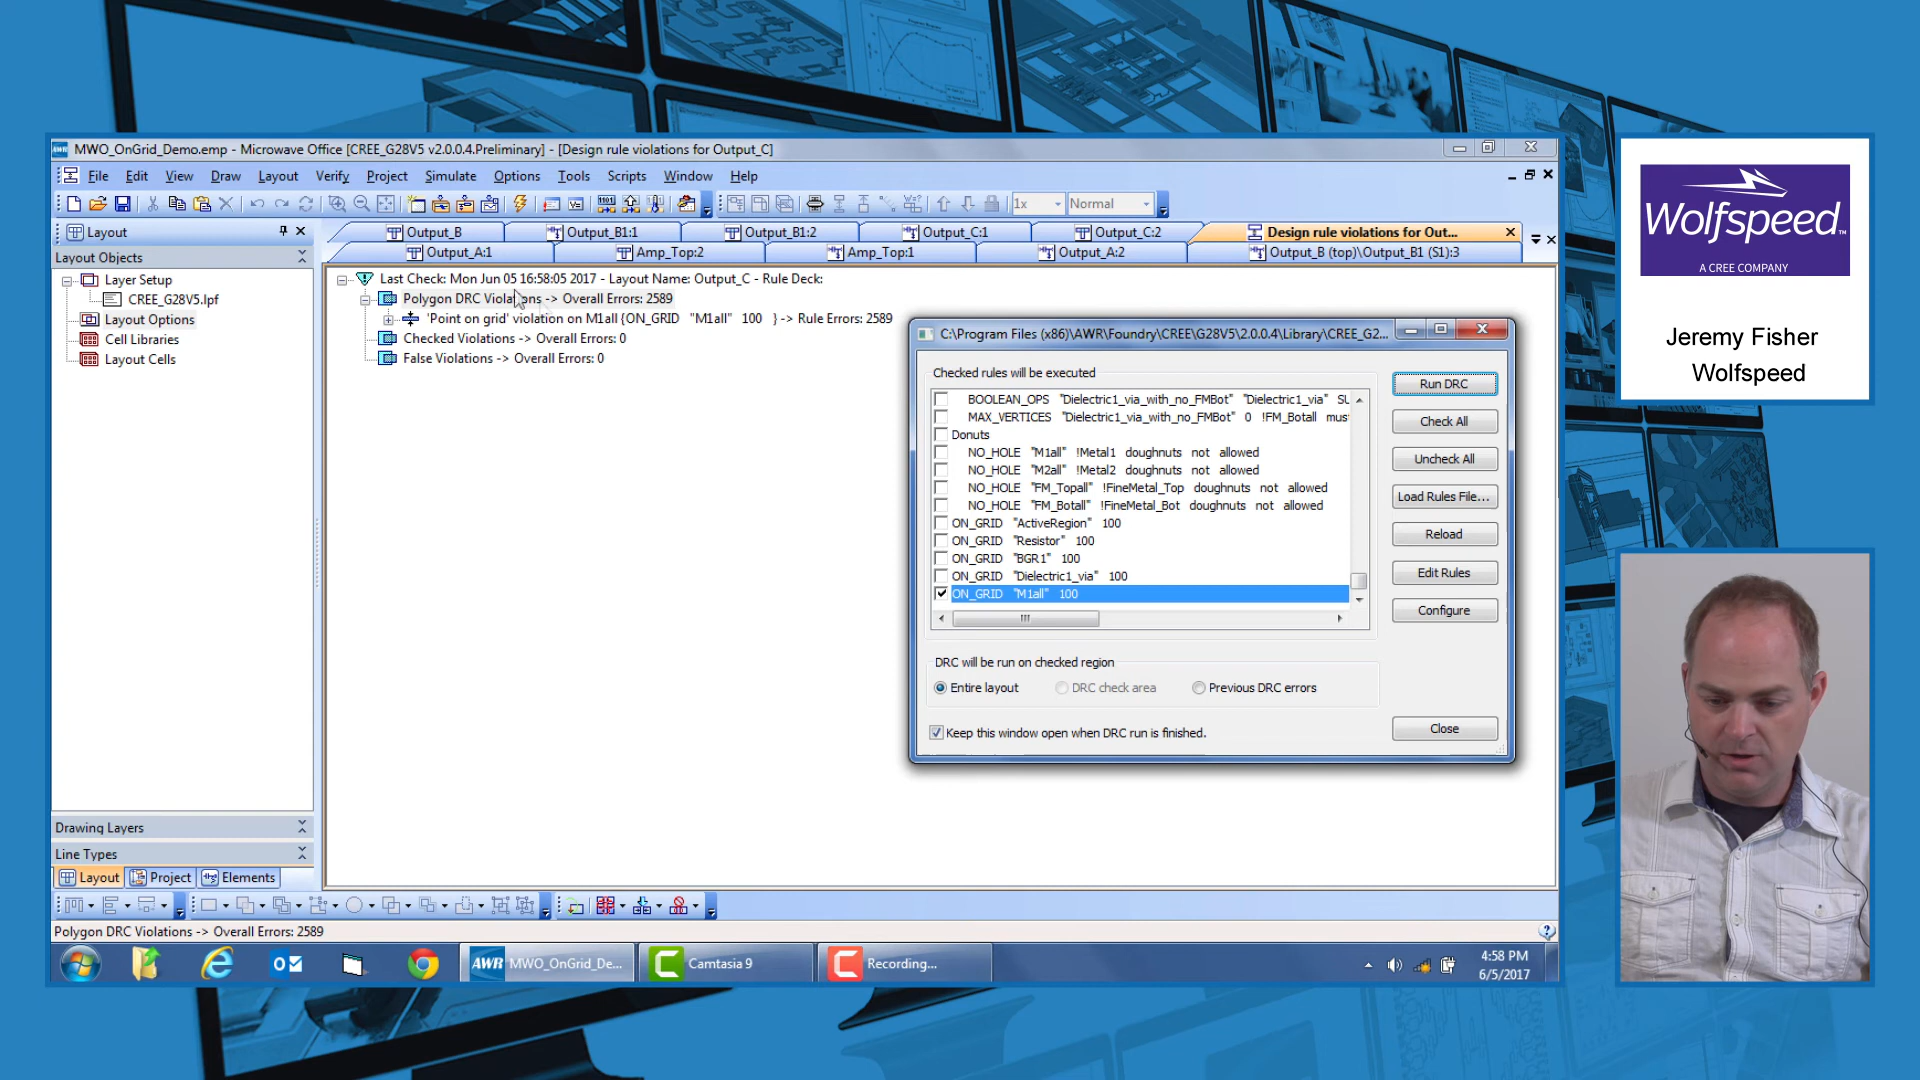 MWO_OnGrid_Demo.emp - Microwave Office [CREE_G28V5 v2.0.0.4.Preliminary] - [Design rule violations for Output_C]
File Edit View Draw Layout Verify Project Simulate Options Tools Scripts Window Help
1x Normal
Layout
Output_B Output_B1:1 Output_B1:2 Output_C:1 Output_C:2 Design rule violations for Out...
Output_A:1 Amp_Top:2 Amp_Top:1 Output_A:2 Output_B (top)\Output_B1 (S1):3
Layout Objects
Layer Setup
CREE_G28V5.lpf
Layout Options
Cell Libraries
Layout Cells
Last Check: Mon Jun 05 16:58:05 2017 - Layout Name: Output_C - Rule Deck:
Polygon DRC Violations -> Overall Errors: 2589
'Point on grid' violation on M1all {ON_GRID "M1all" 100 } -> Rule Errors: 2589
Checked Violations -> Overall Errors: 0
False Violations -> Overall Errors: 0
C:\Program Files (x86)\AWR\Foundry\CREE\G28V5\2.0.0.4\Library\CREE_G2...
Checked rules will be executed
BOOLEAN_OPS "Dielectric1_via_with_no_FMBot" "Dielectric1_via" SU
MAX_VERTICES "Dielectric1_via_with_no_FMBot" 0 !FM_Botall mus
Donuts
NO_HOLE "M1all" !Metal1 doughnuts not allowed
NO_HOLE "M2all" !Metal2 doughnuts not allowed
NO_HOLE "FM_Topall" !FineMetal_Top doughnuts not allowed
NO_HOLE "FM_Botall" !FineMetal_Bot doughnuts not allowed
ON_GRID "ActiveRegion" 100
ON_GRID "Resistor" 100
ON_GRID "BGR1" 100
ON_GRID "Dielectric1_via" 100
ON_GRID "M1all" 100
Run DRC
Check All
Uncheck All
Load Rules File...
Reload
Edit Rules
Configure
DRC will be run on checked region
Entire layout DRC check area Previous DRC errors
Keep this window open when DRC run is finished.
Close
Drawing Layers
Line Types
Layout Project Elements
Polygon DRC Violations -> Overall Errors: 2589
AWR MWO_OnGrid_De... Camtasia 9 Recording...
4:58 PM
6/5/2017
Wolfspeed
A CREE COMPANY
Jeremy Fisher
Wolfspeed